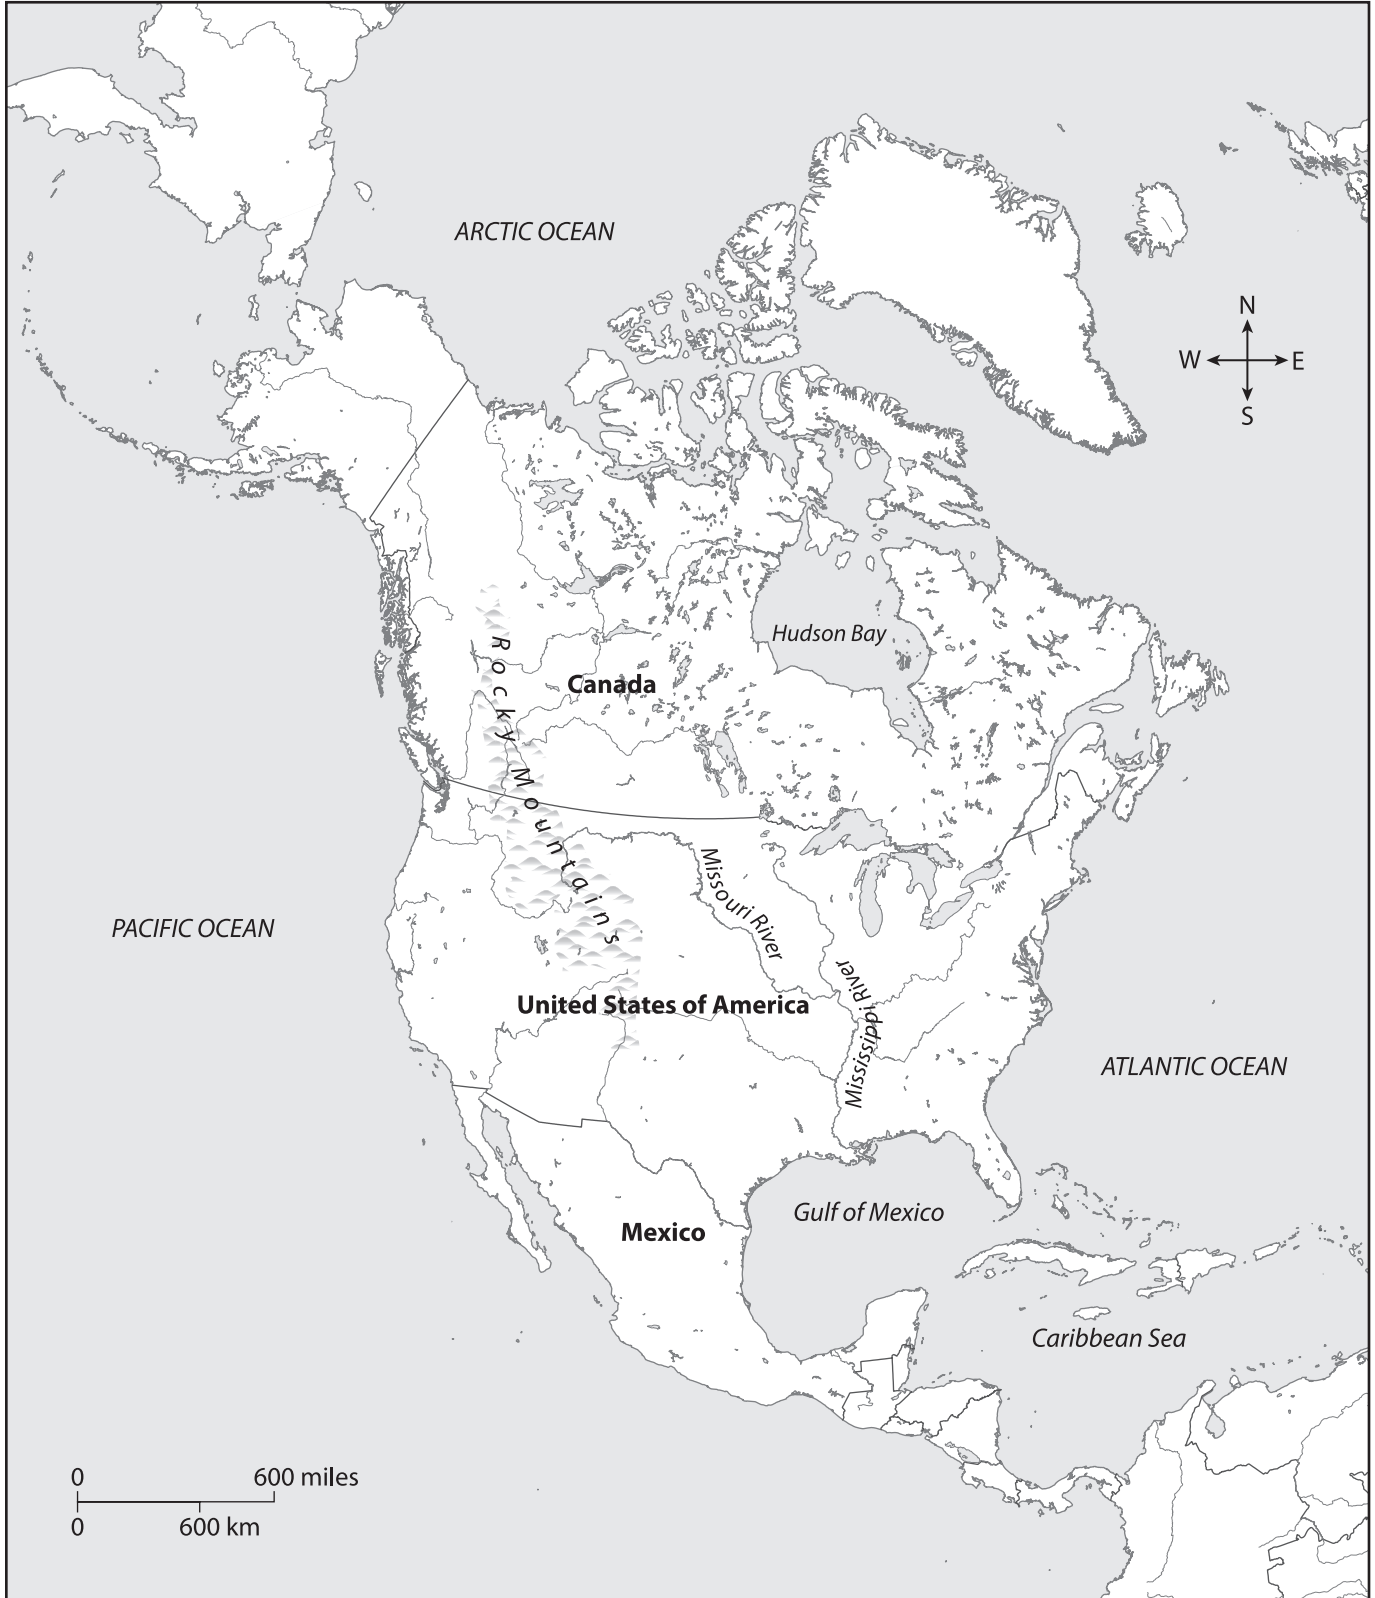 ARCTIC OCEAN
N
W E
S
Hudson Bay
Rocky Mountains
Canada
Missouri River
PACIFIC OCEAN
Mississippi River
United States of America
ATLANTIC OCEAN
Gulf of Mexico
Mexico
Caribbean Sea
0 600 miles
0 600 km